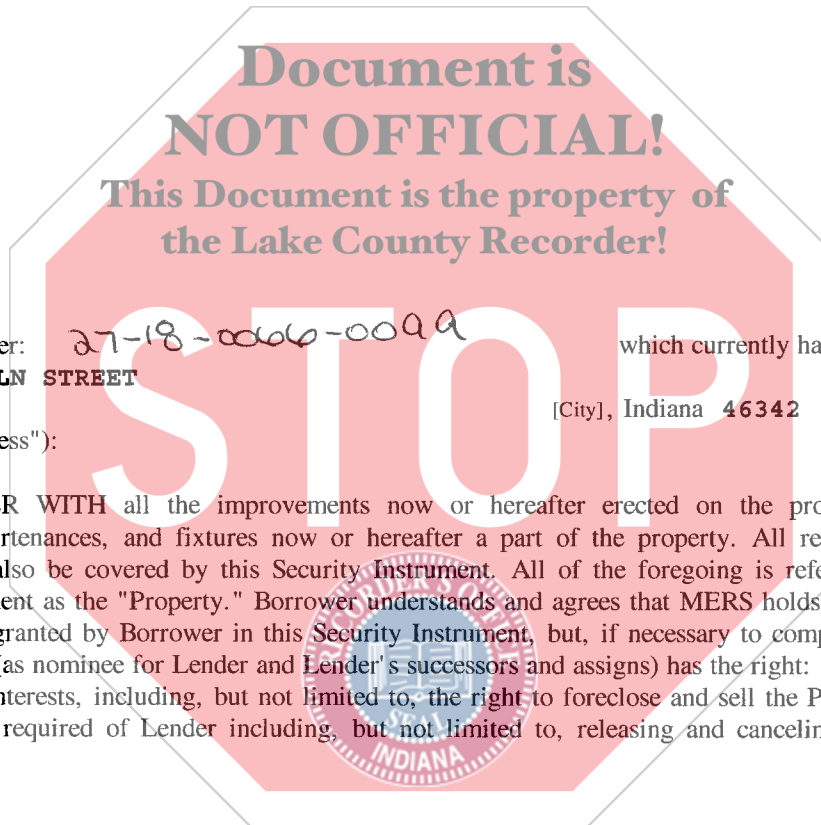 Document is
NOT OFFICIAL!
This Document is the property of
the Lake County Recorder!
STOP
er: 27-18-0066-0099 which currently ha
LN STREET
[City], Indiana 46342
ess"):
R WITH all the improvements now or hereafter erected on the pro
rtenances, and fixtures now or hereafter a part of the property. All re
also be covered by this Security Instrument. All of the foregoing is refe
ent as the "Property." Borrower understands and agrees that MERS holds
granted by Borrower in this Security Instrument, but, if necessary to comp
(as nominee for Lender and Lender's successors and assigns) has the right:
nterests, including, but not limited to, the right to foreclose and sell the P
required of Lender including, but not limited to, releasing and cancelin
RECORDER'S OFFICE
SEAL
INDIANA